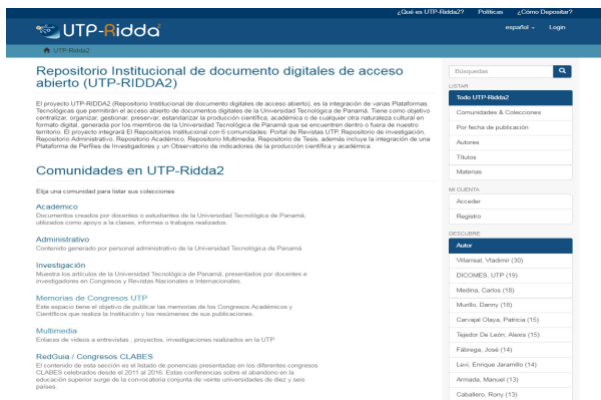 ¿Qué es UTP-Ridda2? Políticas ¿Cómo Depositar?
UTP-Ridda2
español Login
UTP-Ridda2
Repositorio Institucional de documento digitales de acceso
abierto (UTP-RIDDA2)
El proyecto UTP-RIDDA2 (Repositorio Institucional de documento digitales de acceso abierto), es la integración de varias Plataformas
Tecnológicas que permitirán el acceso abierto de documentos digitales de la Universidad Tecnológica de Panamá. Tiene como objetivo
centralizar, organizar, gestionar, preservar, estandarizar la producción científica, académica o de cualquier otra naturaleza cultural en
formato digital, generada por los miembros de la Universidad Tecnológica de Panamá que se encuentren dentro o fuera de nuestro
territorio. El proyecto integrará El Repositorios Institucional con 6 comunidades: Portal de Revistas UTP, Repositorio de investigación,
Repositorio Administrativo, Repositorio Académico, Repositorio Multimedia, Repositorio de Tesis, además incluye la integración de una
Plataforma de Perfiles de Investigadores y un Observatorio de indicadores de la producción científica y académica.
Comunidades en UTP-Ridda2
Elija una comunidad para listar sus colecciones
Académico
Documentos creados por docentes o estudiantes de la Universidad Tecnológica de Panamá,
utilizados como apoyo a la clases, informes o trabajos realizados.
Administrativo
Contenido generado por personal administrativo de la Universidad Tecnológica de Panamá
Investigación
Muestra los artículos de la Universidad Tecnológica de Panamá, presentados por docentes e
investigadores en Congresos y Revistas Nacionales e Internacionales.
Memorias de Congresos UTP
Este espacio tiene el objetivo de publicar las memorias de los Congresos Académicos y
Científicos que realiza la Institución y los resúmenes de sus publicaciones.
Multimedia
Enlaces de videos a entrevistas , proyectos, investigaciones realizados en la UTP
RedGuia / Congresos CLABES
El contenido de esta sección es el listado de ponencias presentadas en los diferentes congresos
CLABES celebrados desde el 2011 al 2016. Estas conferencias sobre el abandono en la
educación superior surge de la convocatoria conjunta de veinte universidades de diez y seis
países.
Búsquedas
LISTAR
Todo UTP-Ridda2
Comunidades & Colecciones
Por fecha de publicación
Autores
Títulos
Materias
MI CUENTA
Acceder
Registro
DESCUBRE
Autor
Villarreal, Vladimir (30)
DICOMES, UTP (19)
Medina, Carlos (18)
Murillo, Danny (18)
Carvajal Olaya, Patricia (15)
Tejedor De León, Alexis (15)
Fábrega, José (14)
Levi, Enrique Jaramillo (14)
Armada, Manuel (13)
Caballero, Rony (13)